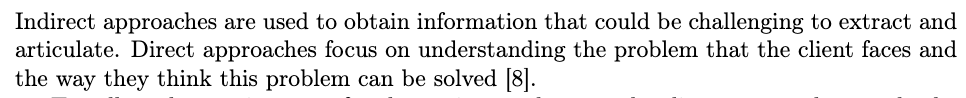 Indirect approaches are used to obtain information that could be challenging to extract and
articulate. Direct approaches focus on understanding the problem that the client faces and
the way they think this problem can be solved [8].